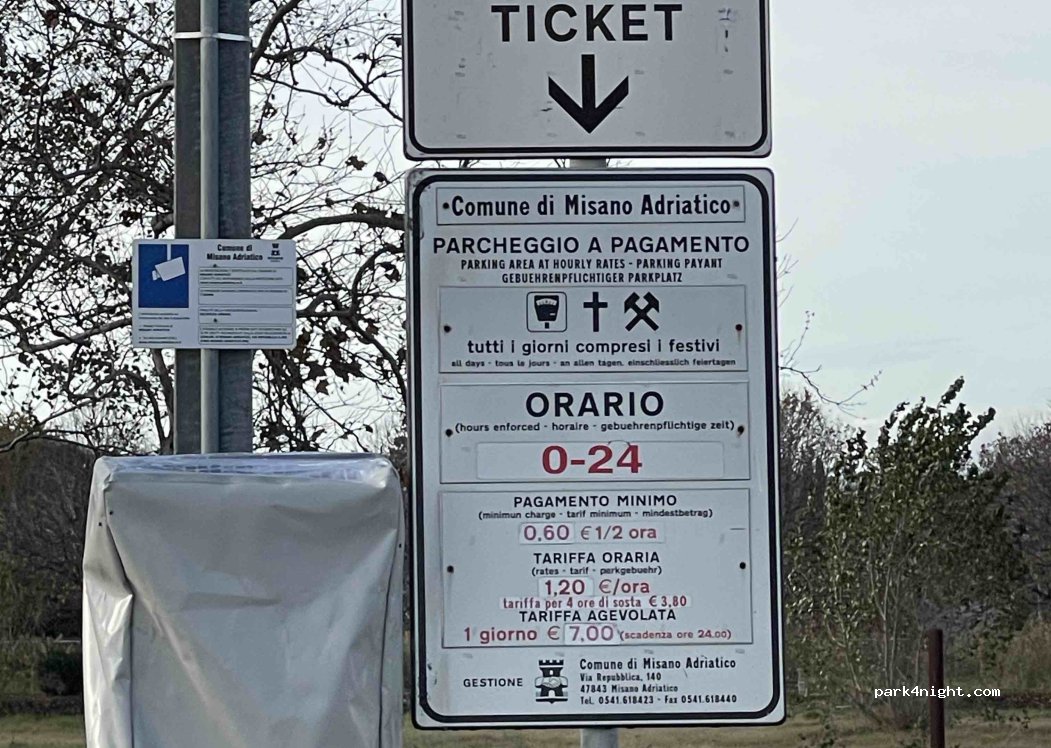 TICKET
Comune di Misano Adriatico
PARCHEGGIO A PAGAMENTO
PARKING AREA AT HOURLY RATES - PARKING PAYANT
GEBUEHRENPFLICHTIGER PARKPLATZ
tutti i giorni compresi i festivi
all days - tous le jours - an allen tagen, einschliesslich feiertagen
ORARIO
(hours enforced - horaire - gebuehrenpflichtige zeit)
0-24
PAGAMENTO MINIMO
(minimun charge - tarif minimum - mindestbetrag)
0,60 € 1/2 ora
TARIFFA ORARIA
(rates - tarif - parkgebuehr)
1,20 €/ora
tariffa per 4 ore di sosta € 3,80
TARIFFA AGEVOLATA
1 giorno € 7,00 (scadenza ore 24.00)
GESTIONE
Comune di Misano Adriatico
Via Repubblica, 140
47843 Misano Adriatico
Tel. 0541.618423 - Fax 0541.618440
Comune di
Misano Adriatico
park4night.com